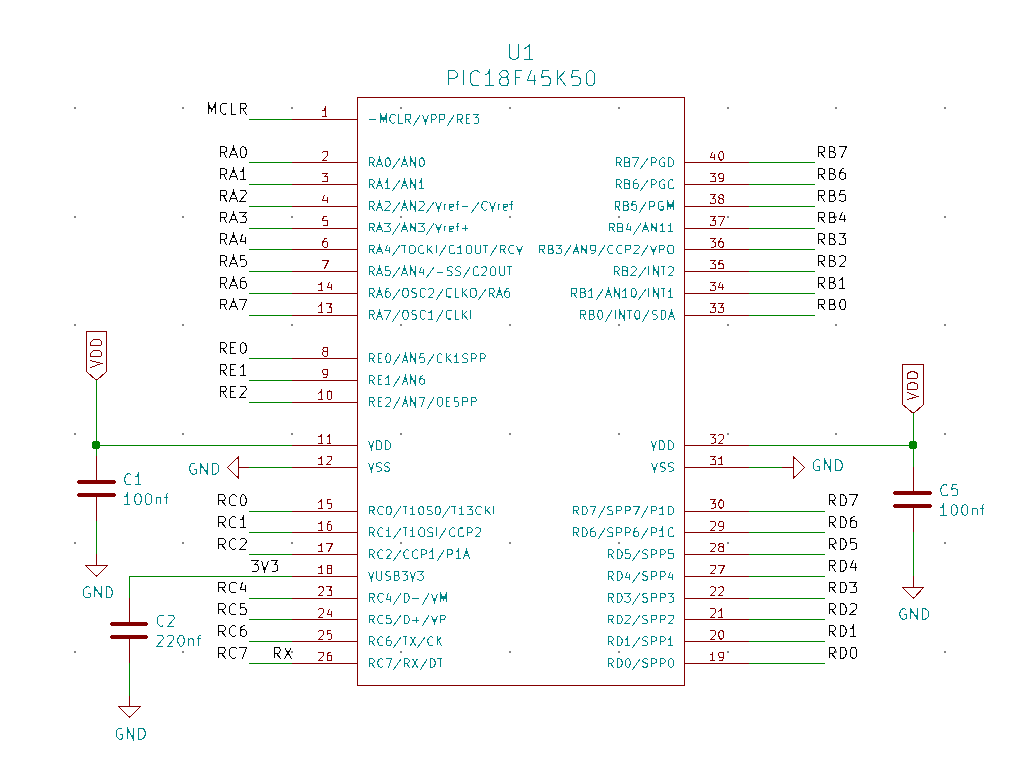 U1
PIC18F45K50
MCLR 1 -MCLR/VPP/RE3
RA0 2 RA0/AN0 RB7/PGD 40 RB7
RA1 3 RA1/AN1 RB6/PGC 39 RB6
RA2 4 RA2/AN2/Vref-/CVref RB5/PGM 38 RB5
RA3 5 RA3/AN3/Vref+ RB4/AN11 37 RB4
RA4 6 RA4/TOCKI/C1OUT/RCV RB3/AN9/CCP2/VPO 36 RB3
RA5 7 RA5/AN4/-SS/C2OUT RB2/INT2 35 RB2
RA6 14 RA6/OSC2/CLKO/RA6 RB1/AN10/INT1 34 RB1
RA7 13 RA7/OSC1/CLKI RB0/INT0/SDA 33 RB0
RE0 8 RE0/AN5/CK1SPP
RE1 9 RE1/AN6
RE2 10 RE2/AN7/OESPP
VDD VDD
11 VDD VDD 32
GND 12 VSS VSS 31 GND
C1
100nf
C5
100nf
RC0 15 RC0/T1OSO/T13CKI RD7/SPP7/P1D 30 RD7
RC1 16 RC1/T1OSI/CCP2 RD6/SPP6/P1C 29 RD6
RC2 17 RC2/CCP1/P1A RD5/SPP5 28 RD5
3V3 18 VUSB3V3 RD4/SPP4 27 RD4
RC4 23 RC4/D-/VM RD3/SPP3 22 RD3
RC5 24 RC5/D+/VP RD2/SPP2 21 RD2
RC6 25 RC6/TX/CK RD1/SPP1 20 RD1
RC7 RX 26 RC7/RX/DT RD0/SPP0 19 RD0
GND
GND
C2
220nf
GND